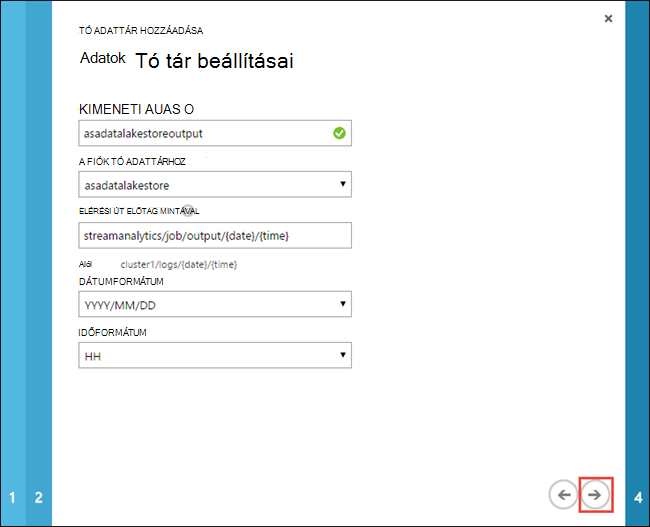 TÓ ADATTÁR HOZZÁADÁSA
Adatok Tó tár beállításai
KIMENETI AUAS O
asadatalakestoreoutput
A FIÓK TÓ ADATTÁRHOZ
asadatalakestore
ELÉRÉSI ÚT ELŐTAG MINTÁVAL
streamanalytics/job/output/{date}/{time}
Alól cluster1/logs/{date}/{time}
DÁTUMFORMÁTUM
YYYY/MM/DD
IDŐFORMÁTUM
HH
1 2 4